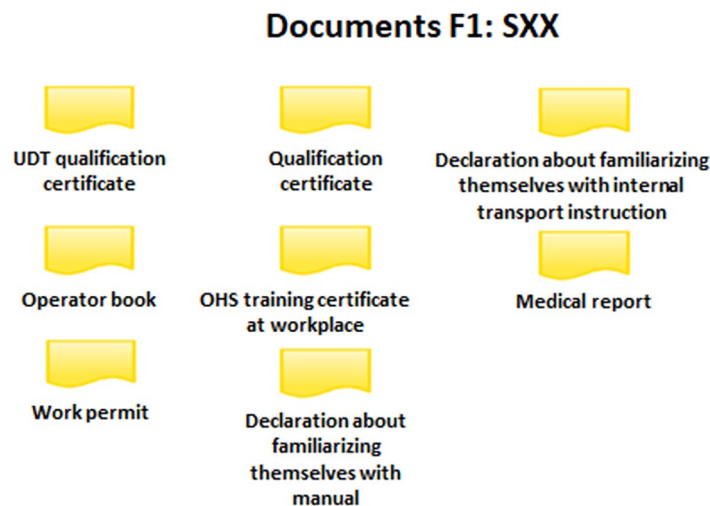 Documents F1: SXX
UDT qualification
certificate
Qualification
certificate
Declaration about familiarizing
themselves with internal
transport instruction
Operator book
OHS training certificate
at workplace
Medical report
Work permit
Declaration about
familiarizing
themselves with
manual